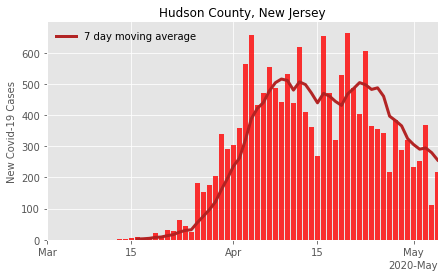 Hudson County, New Jersey
7 day moving average
New Covid-19 Cases
600
500
400
300
200
100
0
Mar
15
Apr
15
May
2020-May